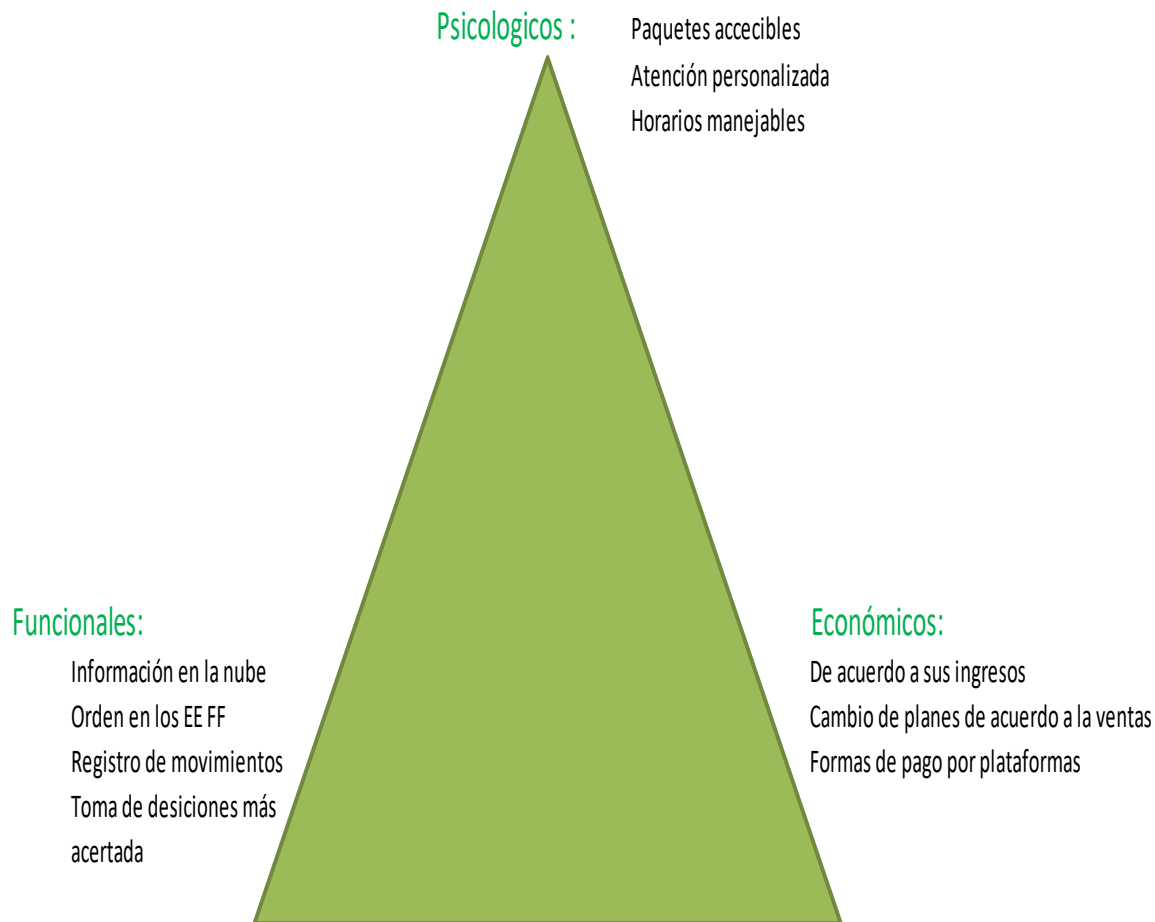 Psicologicos :
Paquetes accecibles
Atención personalizada
Horarios manejables
Funcionales:
Información en la nube
Orden en los EE FF
Registro de movimientos
Toma de desiciones más
acertada
Económicos:
De acuerdo a sus ingresos
Cambio de planes de acuerdo a la ventas
Formas de pago por plataformas